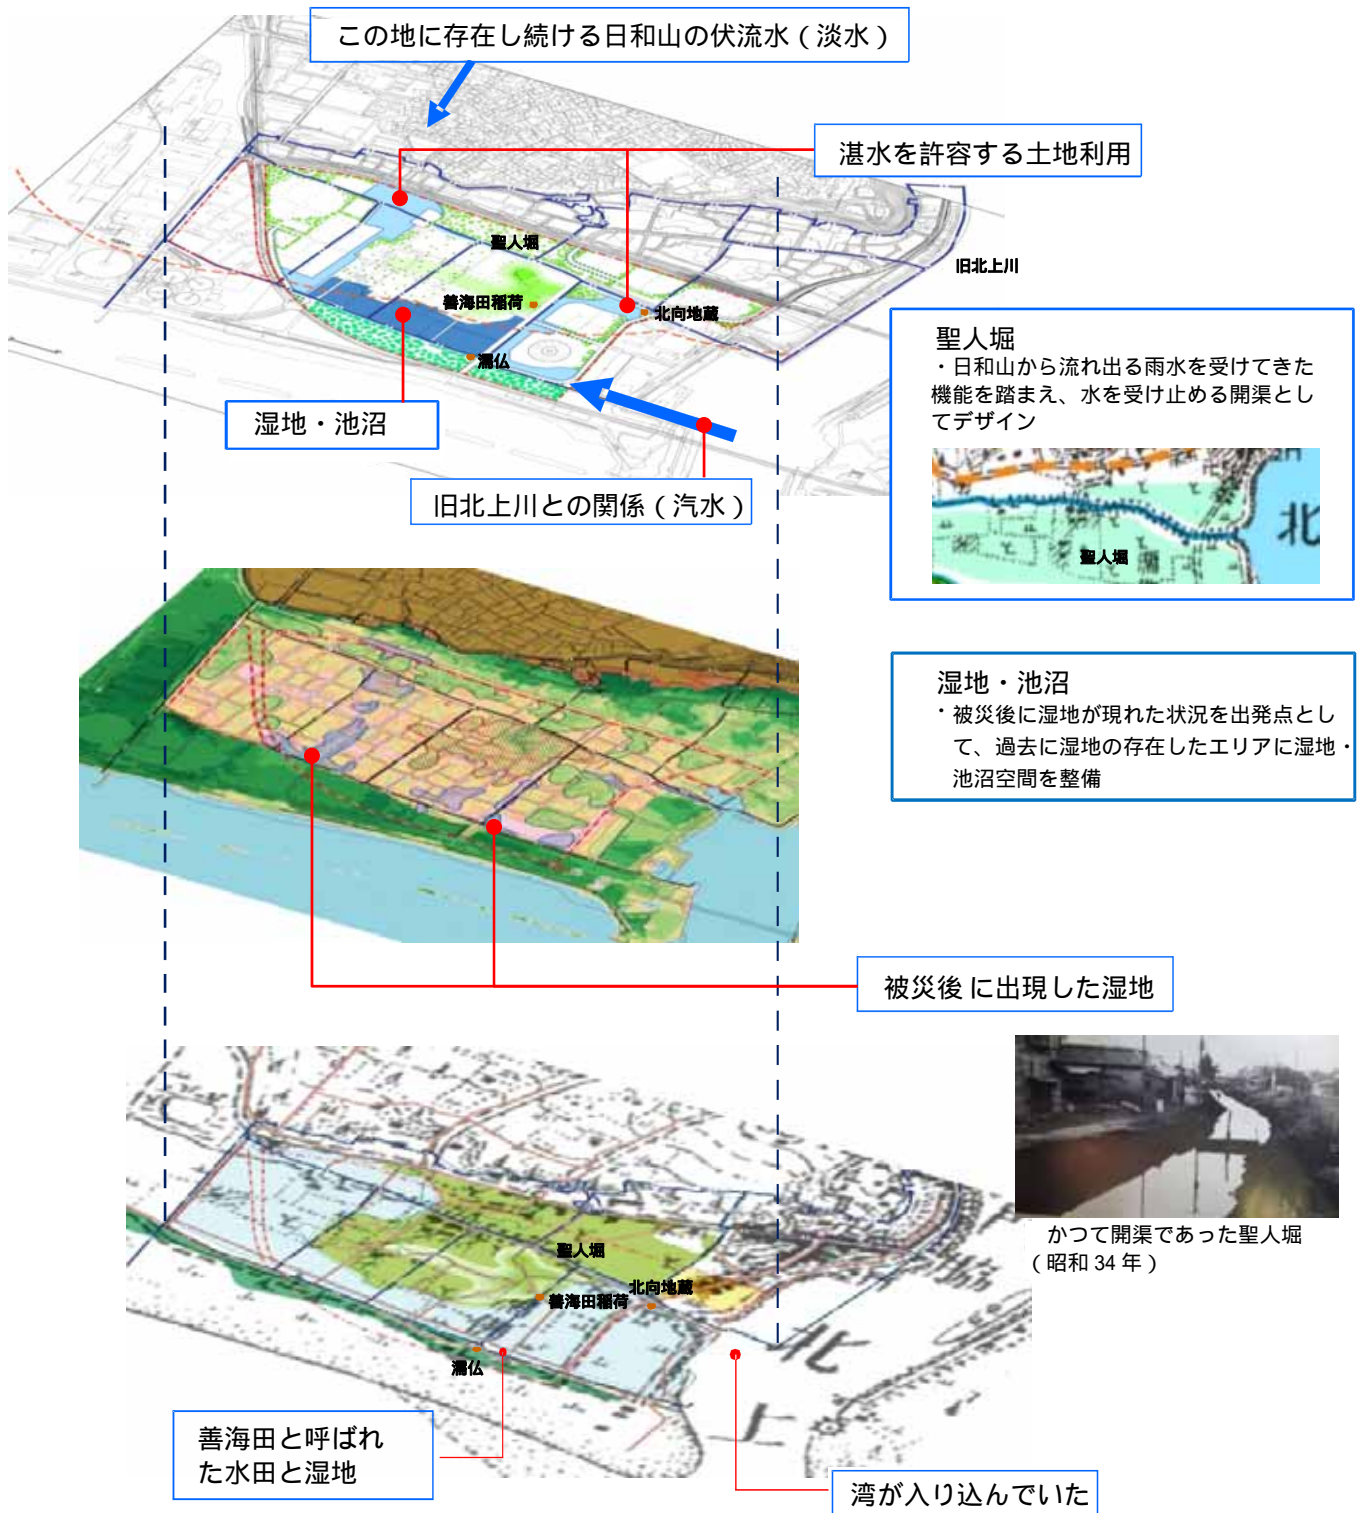 この地に存在し続ける日和山の伏流水（淡水）
湛水を許容する土地利用
聖人堀
旧北上川
善海田稲荷
北向地蔵
濡仏
湿地・池沼
旧北上川との関係（汽水）
聖人堀
・日和山から流れ出る雨水を受けてきた
機能を踏まえ、水を受け止める開渠とし
てデザイン
北
聖人堀
湿地・池沼
・被災後に湿地が現れた状況を出発点とし
て、過去に湿地の存在したエリアに湿地・
池沼空間を整備
被災後に出現した湿地
かつて開渠であった聖人堀
（昭和 34 年）
聖人堀
北向地蔵
善海田稲荷
濡仏
北
上
善海田と呼ばれ
た水田と湿地
湾が入り込んでいた